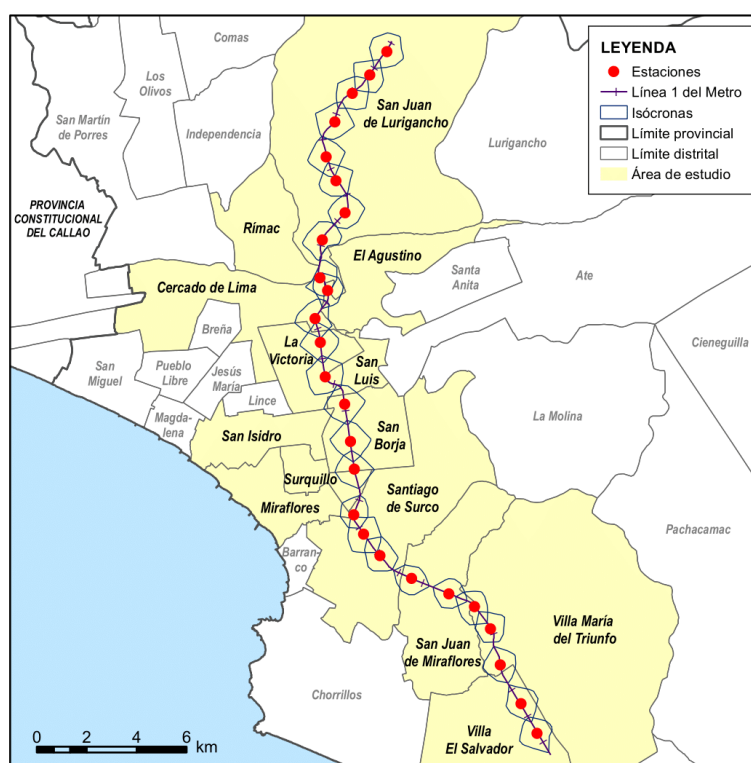 Comas
Los
Olivos
San Martín
de Porres
Independencia
San Juan
de Lurigancho
Lurigancho
LEYENDA
Estaciones
Línea 1 del Metro
Isócronas
Límite provincial
Límite distrital
Área de estudio
PROVINCIA
CONSTITUCIONAL
DEL CALLAO
Rímac
El Agustino
Santa
Anita
Ate
Cercado de Lima
Breña
La
Victoria
San
Luis
Cieneguilla
San
Miguel
Pueblo
Libre
Jesús
María
Lince
Magda-
lena
La Molina
San Isidro
San
Borja
Surquillo
Miraflores
Santiago
de Surco
Pachacamac
Barran-
co
Villa María
del Triunfo
San Juan
de Miraflores
Chorrillos
Villa
El Salvador
0 2 4 6
km